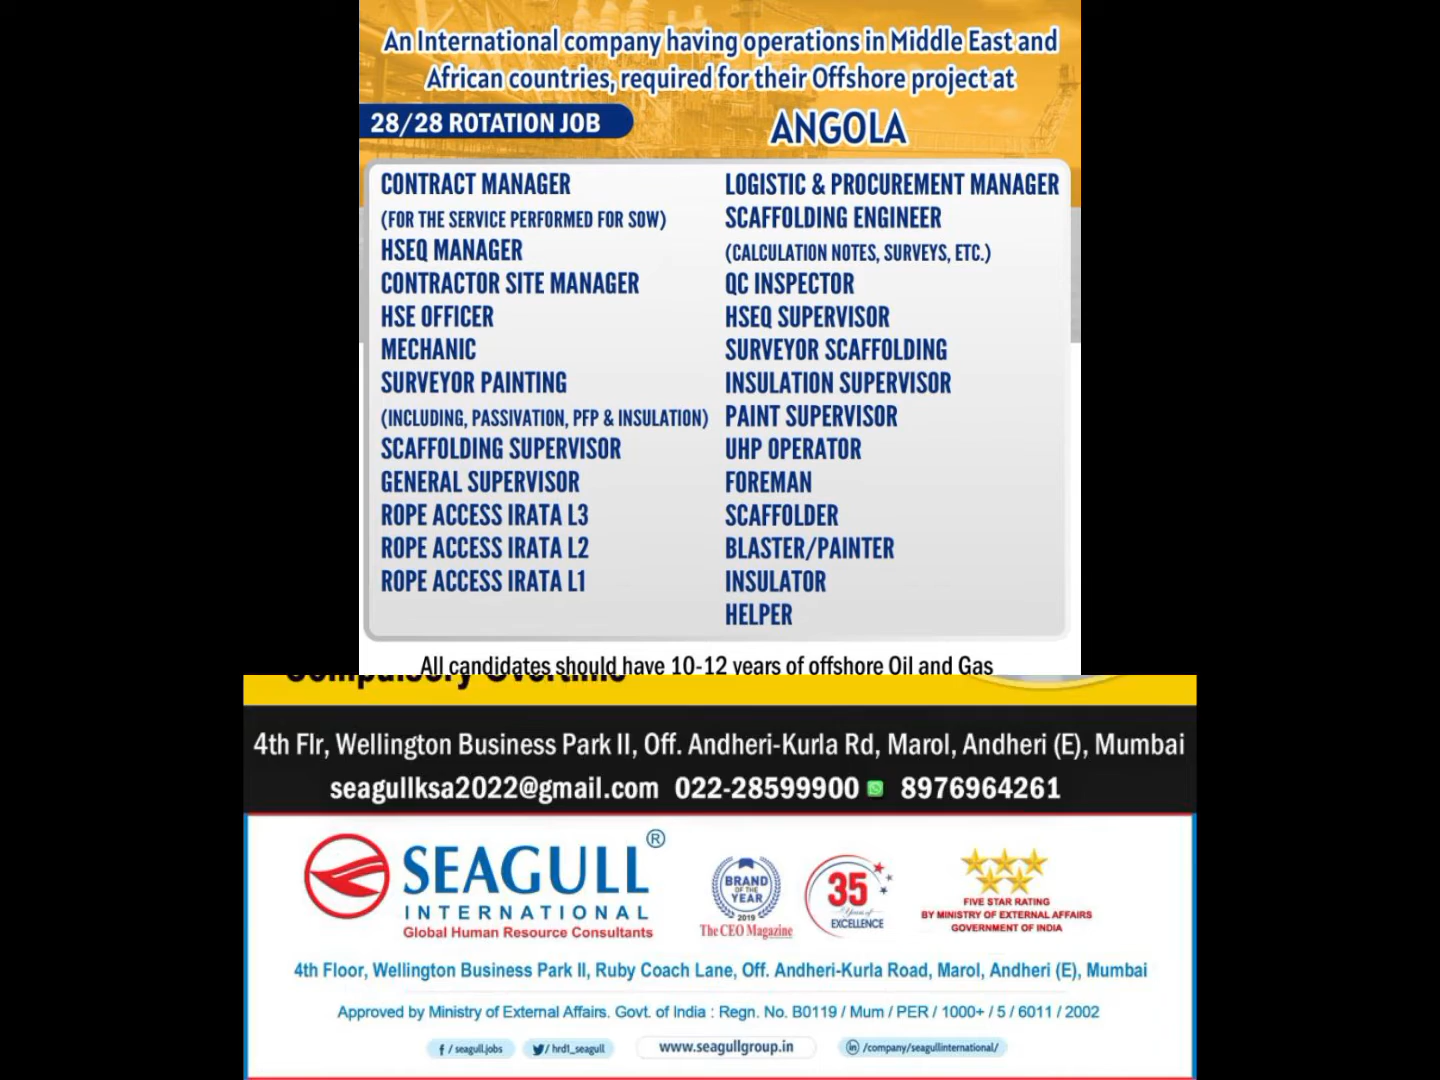 An International company having operations in Middle East and
African countries, required for their Offshore project at
28/28 ROTATION JOB
ANGOLA
CONTRACT MANAGER
(FOR THE SERVICE PERFORMED FOR SOW)
HSEQ MANAGER
CONTRACTOR SITE MANAGER
HSE OFFICER
MECHANIC
SURVEYOR PAINTING
(INCLUDING, PASSIVATION, PFP & INSULATION)
SCAFFOLDING SUPERVISOR
GENERAL SUPERVISOR
ROPE ACCESS IRATA L3
ROPE ACCESS IRATA L2
ROPE ACCESS IRATA L1
LOGISTIC & PROCUREMENT MANAGER
SCAFFOLDING ENGINEER
(CALCULATION NOTES, SURVEYS, ETC.)
QC INSPECTOR
HSEQ SUPERVISOR
SURVEYOR SCAFFOLDING
INSULATION SUPERVISOR
PAINT SUPERVISOR
UHP OPERATOR
FOREMAN
SCAFFOLDER
BLASTER/PAINTER
INSULATOR
HELPER
All candidates should have 10-12 years of offshore Oil and Gas
Compulsory Overtime
4th Flr, Wellington Business Park II, Off. Andheri-Kurla Rd, Marol, Andheri (E), Mumbai
seagullksa2022@gmail.com 022-28599900 8976964261
SEAGULL ®
INTERNATIONAL
Global Human Resource Consultants
BRAND
OF THE
YEAR
2019
The CEO Magazine
35
Years of
EXCELLENCE
FIVE STAR RATING
BY MINISTRY OF EXTERNAL AFFAIRS
GOVERNMENT OF INDIA
4th Floor, Wellington Business Park II, Ruby Coach Lane, Off. Andheri-Kurla Road, Marol, Andheri (E), Mumbai
Approved by Ministry of External Affairs. Govt. of India : Regn. No. B0119 / Mum / PER / 1000+ / 5 / 6011 / 2002
f / seagull.jobs
/ hrd1_seagull
www.seagullgroup.in
in /company/seagullinternational/